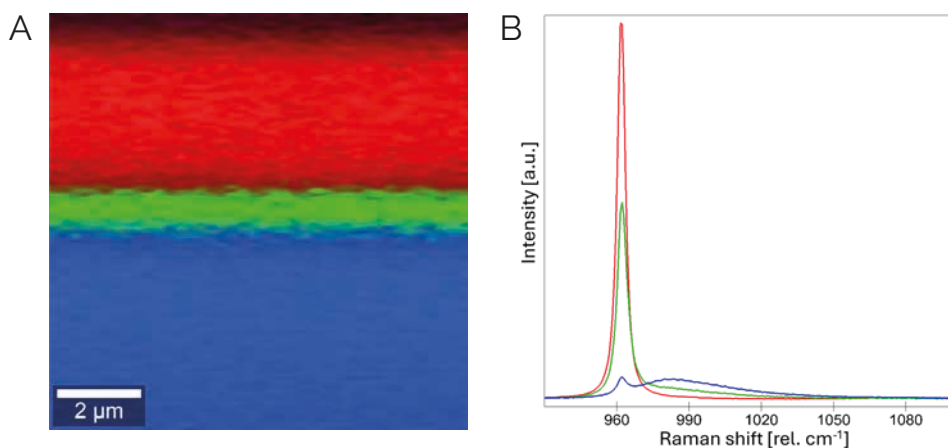 A
B
2 µm
Intensity [a.u.]
960 990 1020 1050 1080
Raman shift [rel. cm⁻¹]